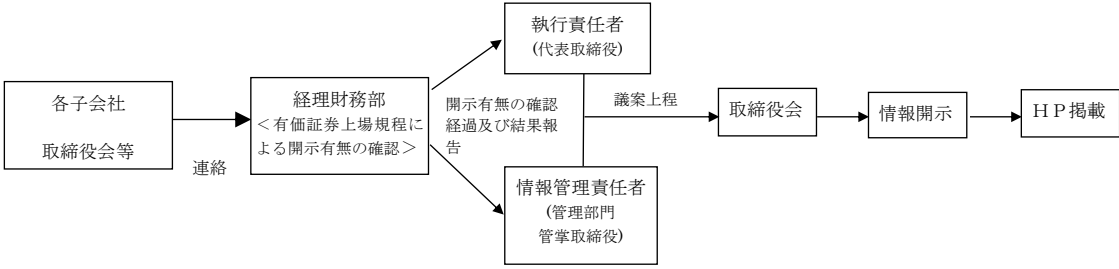 各子会社
取締役会等
連絡
経理財務部
<有価証券上場規程に
よる開示有無の確認>
執行責任者
(代表取締役)
開示有無の確認
経過及び結果報
告
情報管理責任者
(管理部門
管掌取締役)
議案上程
取締役会
情報開示
HP掲載